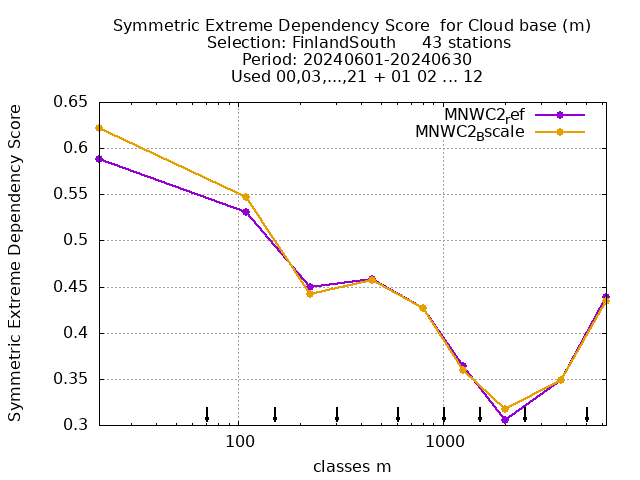 Symmetric Extreme Dependency Score  for Cloud base (m)
Selection: FinlandSouth     43 stations
Period: 20240601-20240630
Used 00,03,...,21 + 01 02 ... 12
Symmetric Extreme Dependency Score
0.65
0.6
0.55
0.5
0.45
0.4
0.35
0.3
MNWC2ref
MNWC2Bscale
100
1000
classes m